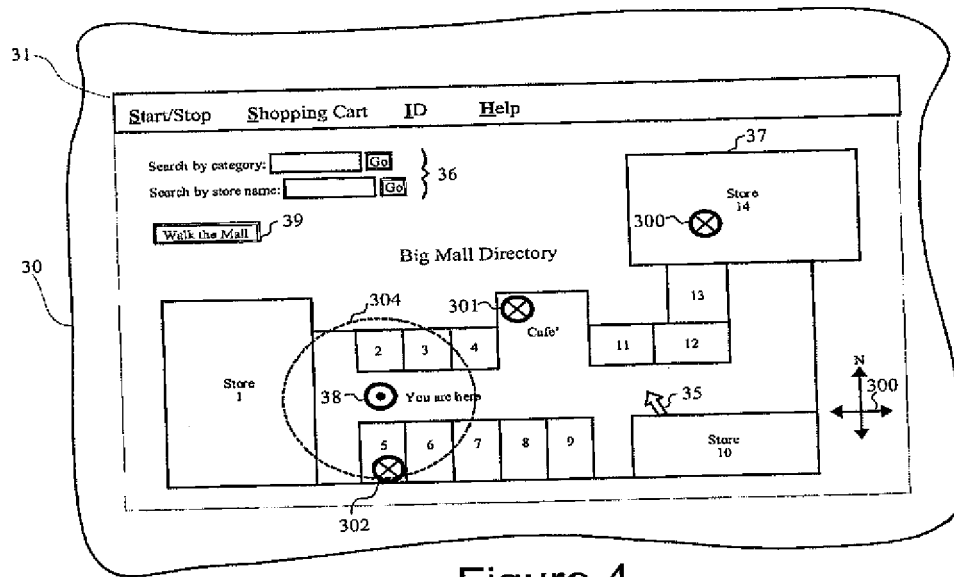 31
Start/Stop Shopping Cart ID Help
37
Search by category: Go
36
Search by store name: Go
Store
14
300
39
Walk the Mall
Big Mall Directory
30
304
301
13
2 3 4
Cafe'
11 12
N
Store
1
38
You are here
35
300
5 6 7 8 9
Store
10
302
Figure 4